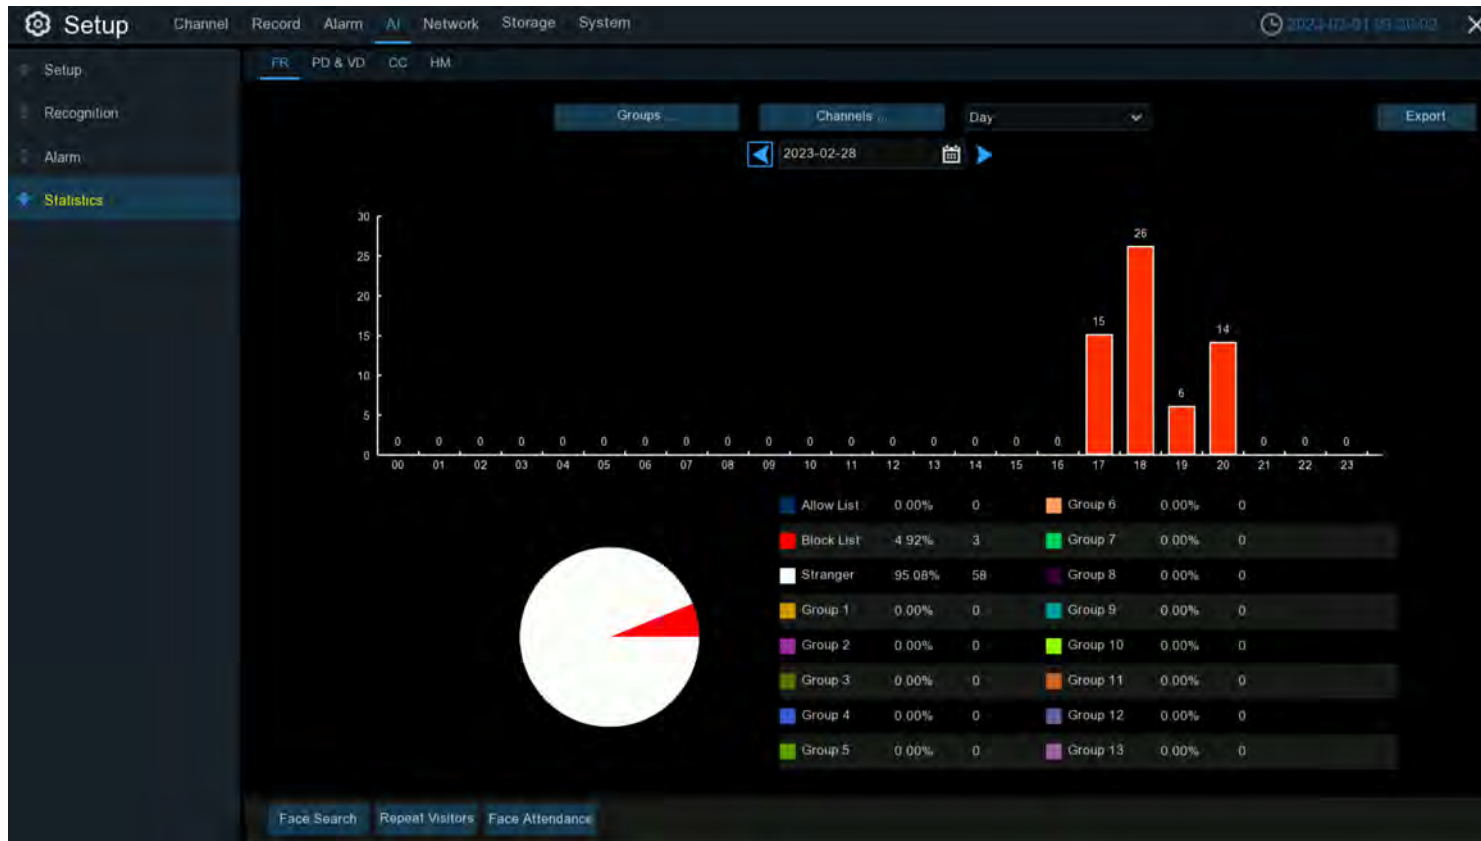 Setup Channel Record Alarm AI Network Storage System
FR PD & VD CC HM
Setup
Recognition
Alarm
Statistics
Groups ... Channels ... Day Export
2023-02-28
30
25
20
15
10
5
0
26
15
14
6
0 0 0 0 0 0 0 0 0 0 0 0 0 0 0 0 0 0 0 0
00 01 02 03 04 05 06 07 08 09 10 11 12 13 14 15 16 17 18 19 20 21 22 23
Allow List 0.00% 0 Group 6 0.00% 0
Block List 4.92% 3 Group 7 0.00% 0
Stranger 95.08% 58 Group 8 0.00% 0
Group 1 0.00% 0 Group 9 0.00% 0
Group 2 0.00% 0 Group 10 0.00% 0
Group 3 0.00% 0 Group 11 0.00% 0
Group 4 0.00% 0 Group 12 0.00% 0
Group 5 0.00% 0 Group 13 0.00% 0
Face Search Repeat Visitors Face Attendance